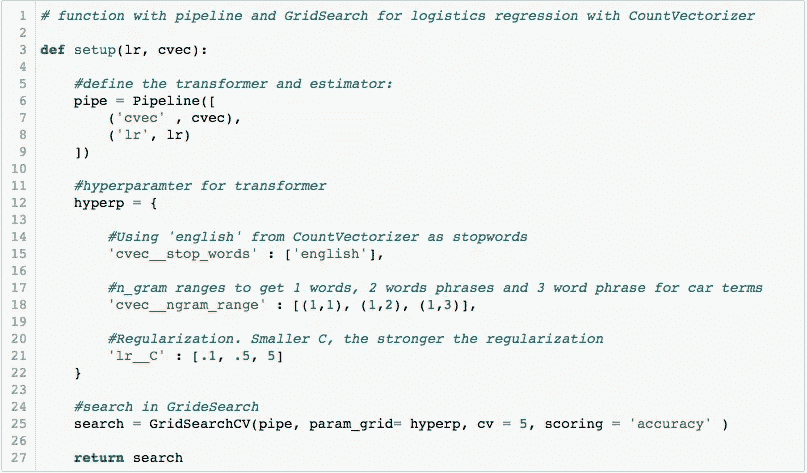 1 # function with pipeline and GridSearch for logistics regression with CountVectorizer
2
3 def setup(lr, cvec):
4
5     #define the transformer and estimator:
6     pipe = Pipeline([
7         ('cvec' , cvec),
8         ('lr', lr)
9     ])
10
11     #hyperparamter for transformer
12     hyperp = {
13
14         #Using 'english' from CountVectorizer as stopwords
15         'cvec__stop_words' : ['english'],
16
17         #n_gram ranges to get 1 words, 2 words phrases and 3 word phrase for car terms
18         'cvec__ngram_range' : [(1,1), (1,2), (1,3)],
19
20         #Regularization. Smaller C, the stronger the regularization
21         'lr__C' : [.1, .5, 5]
22     }
23
24     #search in GrideSearch
25     search = GridSearchCV(pipe, param_grid= hyperp, cv = 5, scoring = 'accuracy' )
26
27     return search